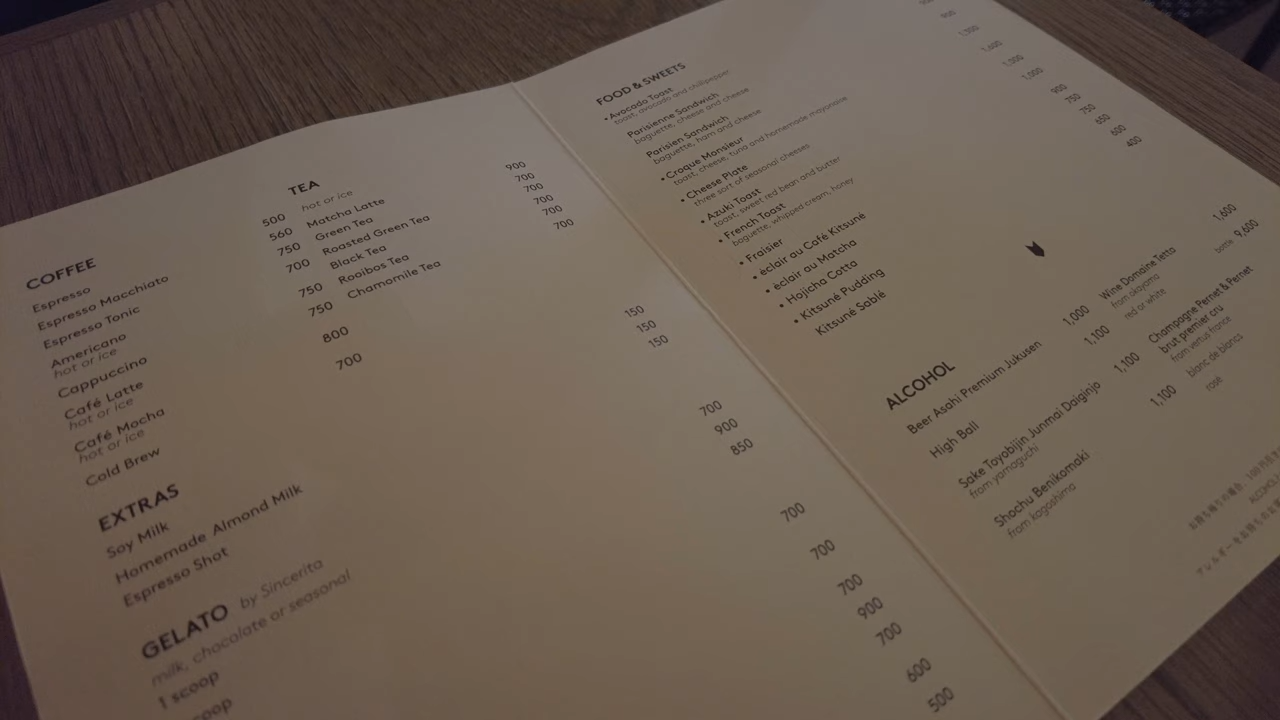 COFFEE
Espresso 500
Espresso Macchiato 560
Espresso Tonic 750
Americano 700
hot or ice
Cappuccino 750
Café Latte 750
hot or ice
Café Mocha 800
hot or ice
Cold Brew 700
EXTRAS
Soy Milk 150
Homemade Almond Milk 150
Espresso Shot 150
GELATO by Sincerita
milk, chocolate or seasonal
1 scoop
TEA
hot or ice
Matcha Latte 900
Green Tea 700
Roasted Green Tea 700
Black Tea 700
Rooibos Tea 700
Chamomile Tea 700
700
900
850
700
700
700
900
700
600
500
FOOD & SWEETS
• Avocado Toast
toast, avocado and chillipepper
Parisienne Sandwich
baguette, cheese and cheese
Parisien Sandwich
baguette, ham and cheese
• Croque Monsieur
toast, cheese, tuna and homemade mayonaise
• Cheese Plate
three sort of seasonal cheeses
• Azuki Toast
toast, sweet red bean and butter
• French Toast
baguette, whipped cream, honey
• Fraisier
• éclair au Café Kitsuné
• éclair au Matcha
• Hojicha Cotta
• Kitsuné Pudding
Kitsuné Sablé
1,300
1,000
900
750
750
650
600
400
ALCOHOL
Beer Asahi Premium Jukusen 1,000
High Ball 1,100
Sake Toyobijin Junmai Daiginjo 1,100
from yamaguchi
Shochu Benikomaki 1,100
from kagoshima
Wine Domaine Tetta 1,600
from okayama
red or white
Champagne Pernet & Pernet bottle 9,600
brut premier cru
from vertus france
blanc de blancs
rosé